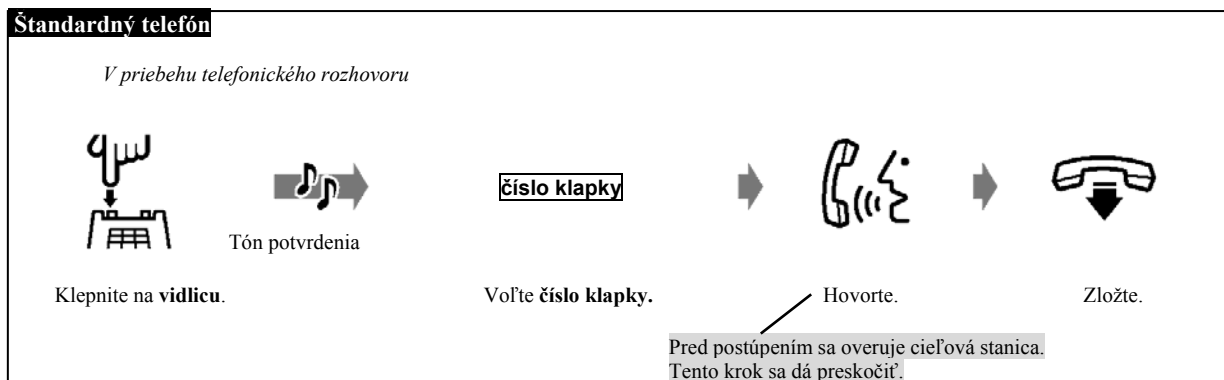 Štandardný telefón
V priebehu telefonického rozhovoru
číslo klapky
Tón potvrdenia
Klepnite na vidlicu.
Voľte číslo klapky.
Hovorte.
Zložte.
Pred postúpením sa overuje cieľová stanica.
Tento krok sa dá preskočiť.